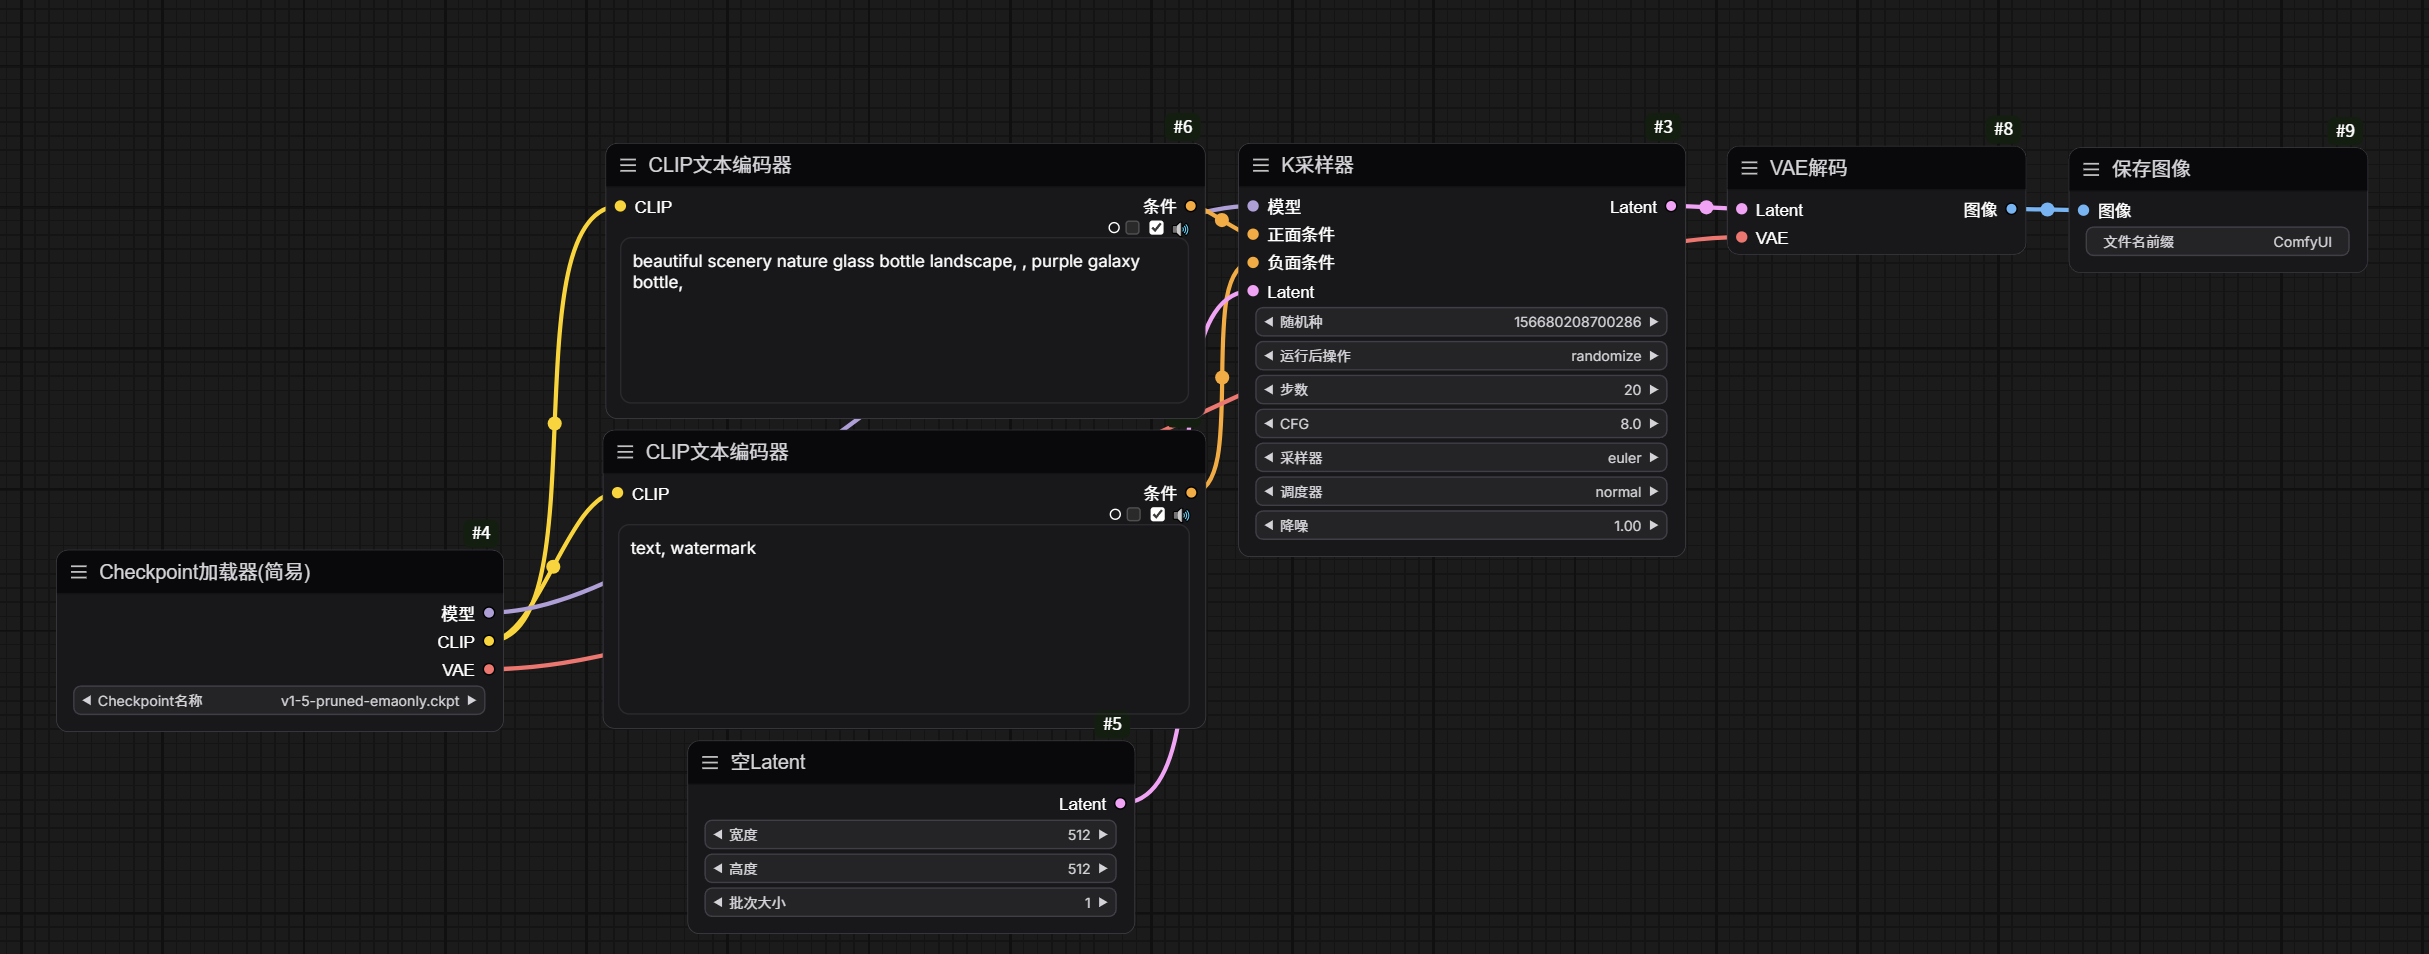 #6
CLIP文本编码器
CLIP
条件
beautiful scenery nature glass bottle landscape, , purple galaxy
bottle,
CLIP文本编码器
CLIP
条件
text, watermark
#4
Checkpoint加载器(简易)
模型
CLIP
VAE
Checkpoint名称 v1-5-pruned-emaonly.ckpt
#5
空Latent
Latent
宽度 512
高度 512
批次大小 1
#3
K采样器
模型 Latent
正面条件
负面条件
Latent
随机种 156680208700286
运行后操作 randomize
步数 20
CFG 8.0
采样器 euler
调度器 normal
降噪 1.00
#8
VAE解码
Latent 图像
VAE
#9
保存图像
图像
文件名前缀 ComfyUI